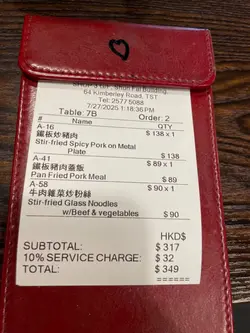 64 Kimberley Road, TST
Tel: 2577 5088
7/27/2025 1:18:35 PM
Table: 7B Order: 2
# Name QTY
A-16
鐵板炒豬肉 $ 138 x 1
Stir-fried Spicy Pork on Metal Plate $ 138
A-41
鐵板豬肉蓋飯 $ 89 x 1
Pan Fried Pork Meal $ 89
A-58
牛肉雜菜炒粉絲 $ 90 x 1
Stir-fried Glass Noodles
w/Beef & vegetables $ 90
HKD$
SUBTOTAL: $ 317
10% SERVICE CHARGE: $ 32
TOTAL: $ 349